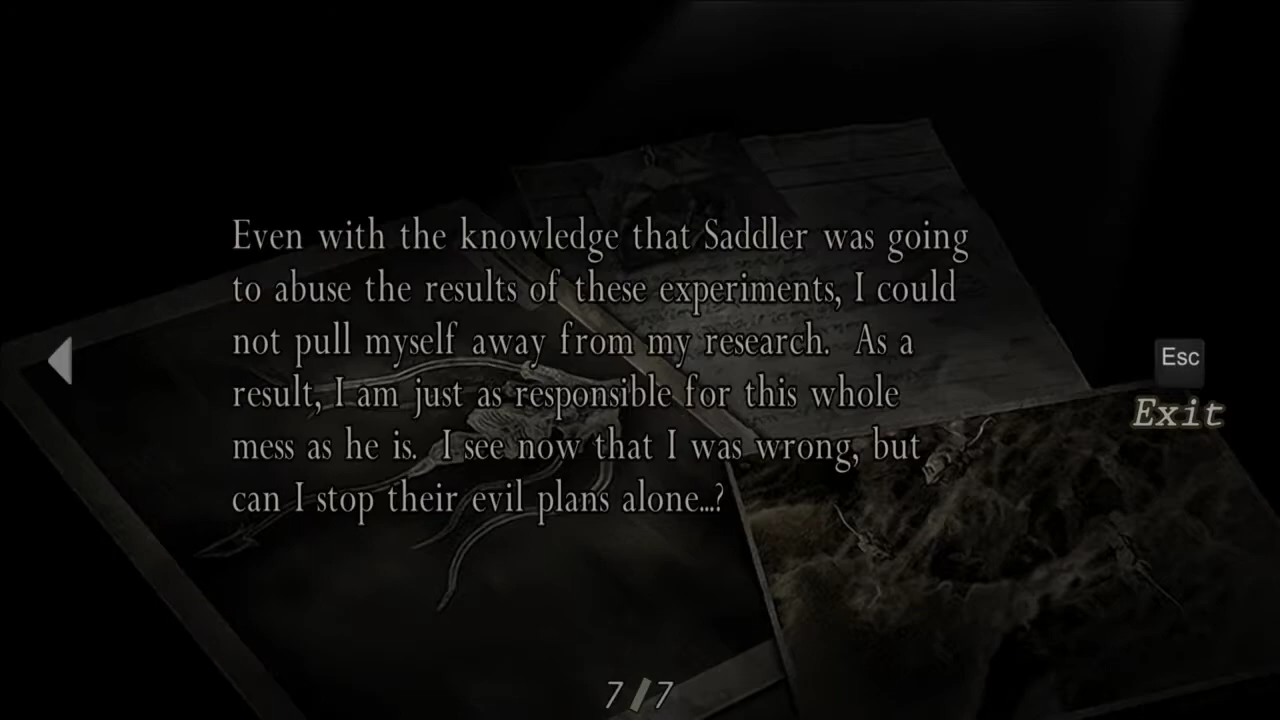 Even with the knowledge that Saddler was going
to abuse the results of these experiments, I could
not pull myself away from my research.  As a
result, I am just as responsible for this whole
mess as he is.  I see now that I was wrong, but
can I stop their evil plans alone...?
Esc
Exit
7/7